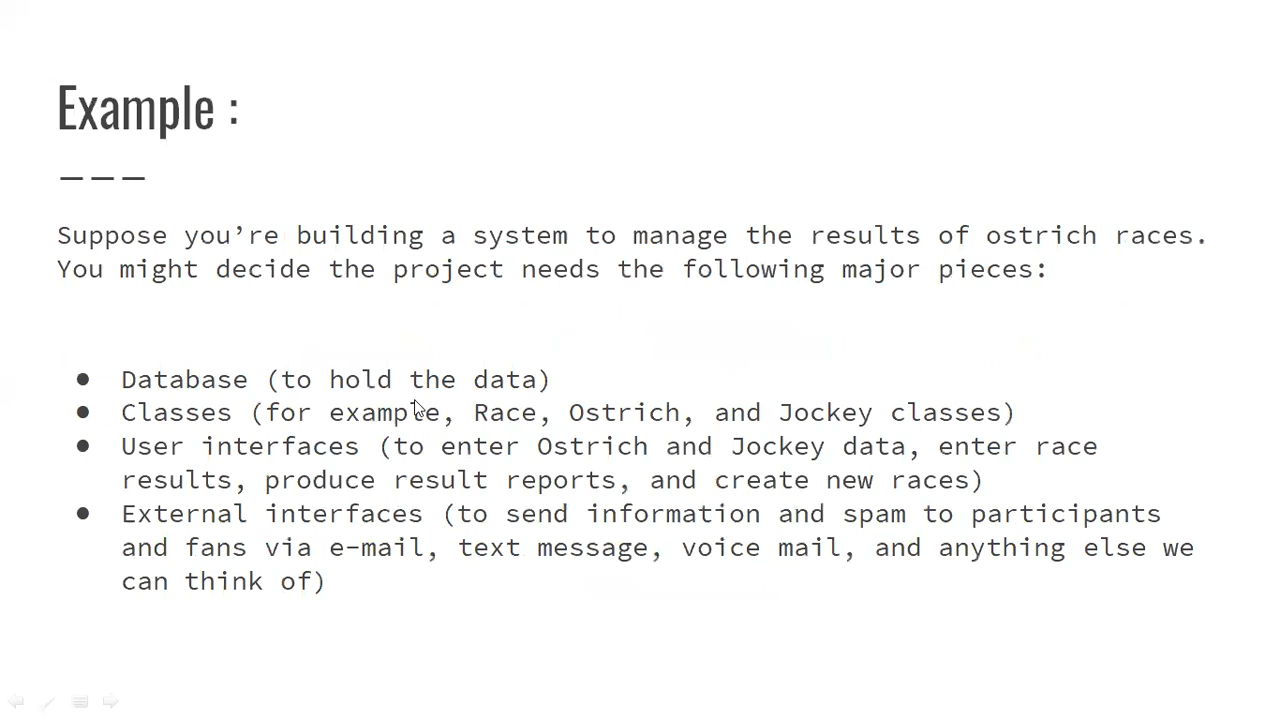 Example :
———
Suppose you’re building a system to manage the results of ostrich races.
You might decide the project needs the following major pieces:
● Database (to hold the data)
● Classes (for example, Race, Ostrich, and Jockey classes)
● User interfaces (to enter Ostrich and Jockey data, enter race
results, produce result reports, and create new races)
● External interfaces (to send information and spam to participants
and fans via e-mail, text message, voice mail, and anything else we
can think of)